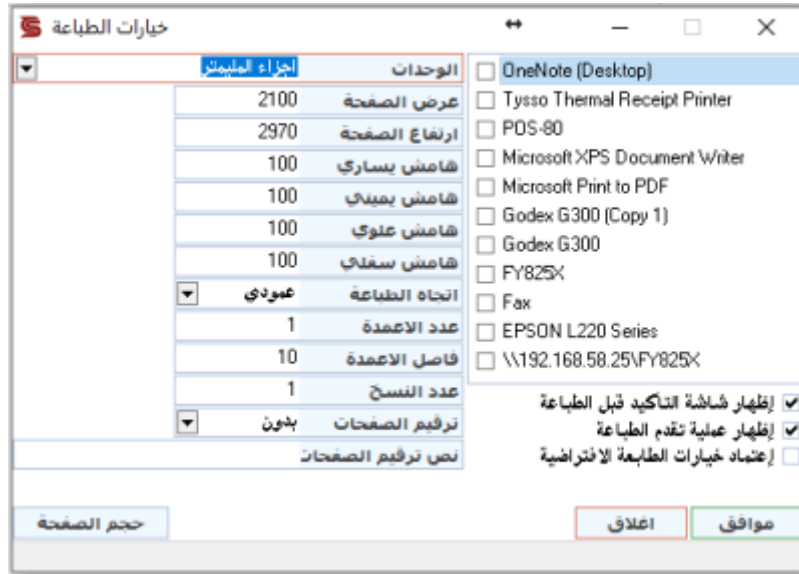 خيارات الطباعة
الوحدات اجزاء المليمتر
عرض الصفحة 2100
ارتفاع الصفحة 2970
هامش يساري 100
هامش يميني 100
هامش علوي 100
هامش سفلي 100
اتجاه الطباعة عمودي
عدد الاعمدة 1
فاصل الاعمدة 10
عدد النسخ 1
ترقيم الصفحات بدون
نص ترقيم الصفحات
OneNote (Desktop)
Tysso Thermal Receipt Printer
POS-80
Microsoft XPS Document Writer
Microsoft Print to PDF
Godex G300 (Copy 1)
Godex G300
FY825X
Fax
EPSON L220 Series
\\192.168.58.25\FY825X
إظهار شاشة التأكيد قبل الطباعة
إظهار عملية تقدم الطباعة
إعتماد خيارات الطابعة الافتراضية
موافق
اغلاق
حجم الصفحة